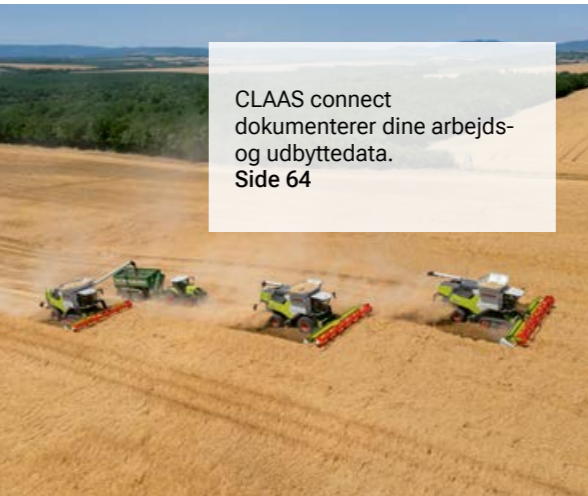 CLAAS connect
dokumenterer dine arbejds-
og udbyttedata.
Side 64